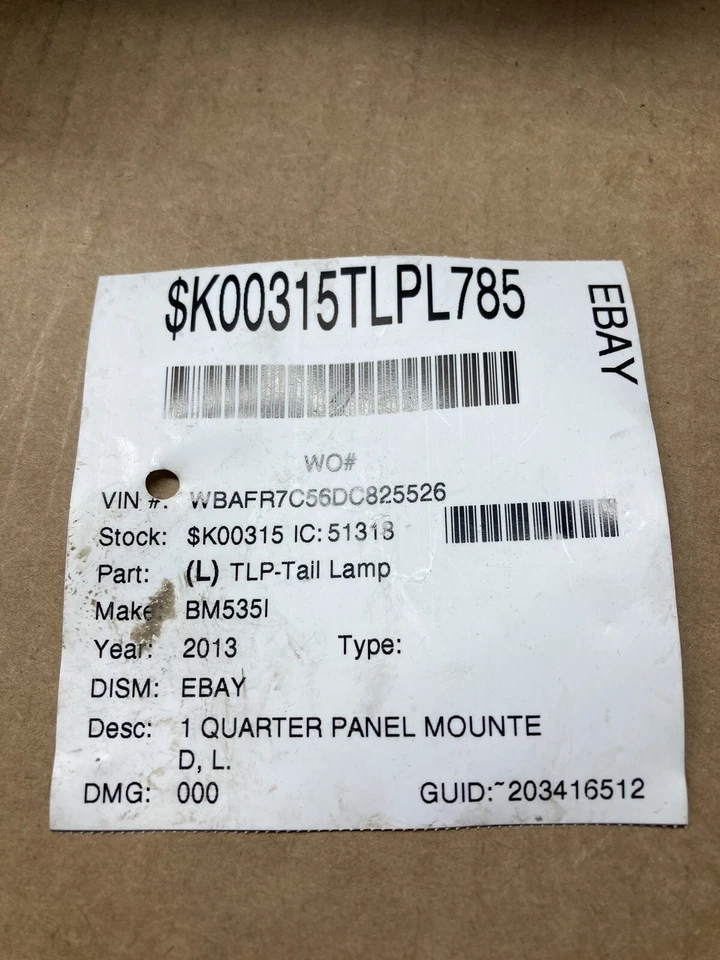 $K00315TLPL785
EBAY
WO#
VIN #: WBAFR7C56DC825526
Stock: $K00315 IC: 51318
Part: (L) TLP-Tail Lamp
Make BM535I
Year: 2013 Type:
DISM: EBAY
Desc: 1 QUARTER PANEL MOUNTE
D, L.
DMG: 000 GUID:~203416512